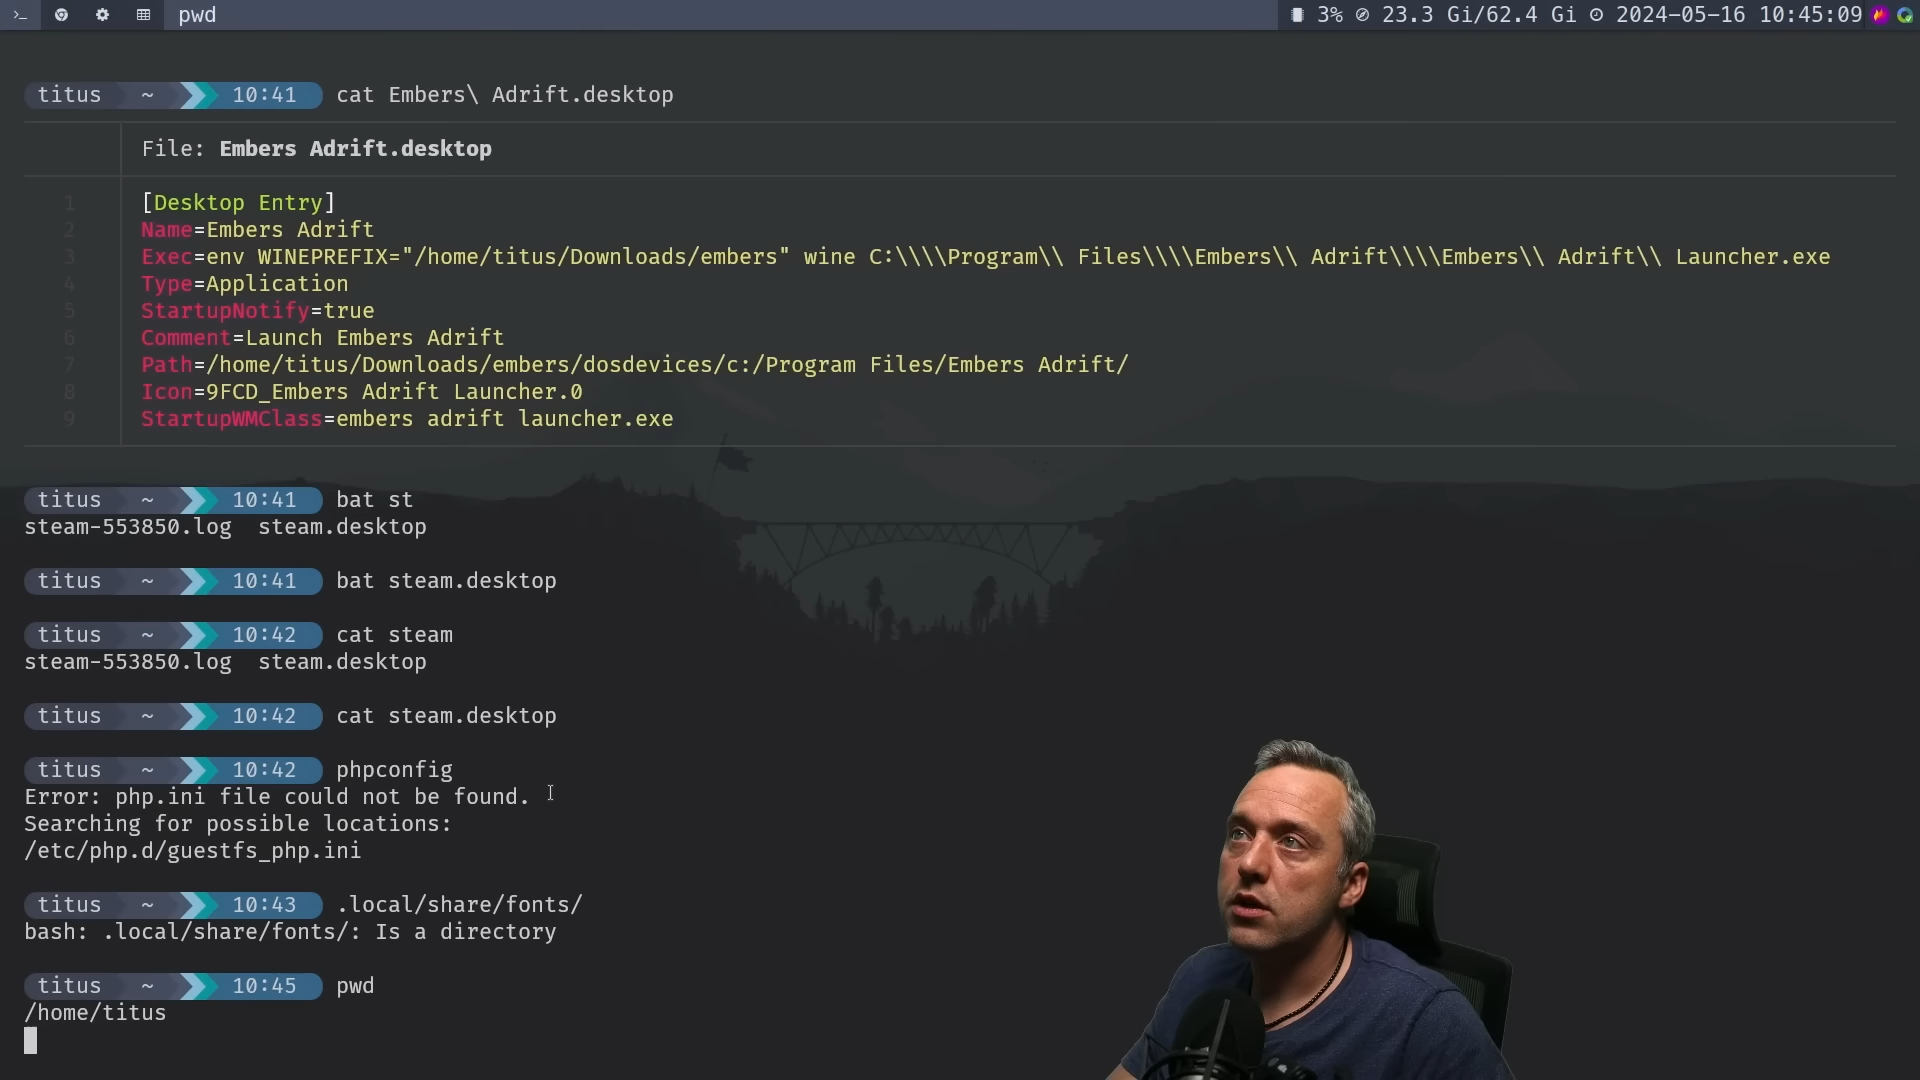 pwd 3% 23.3 Gi/62.4 Gi 2024-05-16 10:45:09
titus ~ 10:41 cat Embers\ Adrift.desktop
File: Embers Adrift.desktop
1 [Desktop Entry]
2 Name=Embers Adrift
3 Exec=env WINEPREFIX="/home/titus/Downloads/embers" wine C:\\\\Program\\ Files\\\\Embers\\ Adrift\\\\Embers\\ Adrift\\ Launcher.exe
4 Type=Application
5 StartupNotify=true
6 Comment=Launch Embers Adrift
7 Path=/home/titus/Downloads/embers/dosdevices/c:/Program Files/Embers Adrift/
8 Icon=9FCD_Embers Adrift Launcher.0
9 StartupWMClass=embers adrift launcher.exe
titus ~ 10:41 bat st
steam-553850.log steam.desktop
titus ~ 10:41 bat steam.desktop
titus ~ 10:42 cat steam
steam-553850.log steam.desktop
titus ~ 10:42 cat steam.desktop
titus ~ 10:42 phpconfig
Error: php.ini file could not be found.
Searching for possible locations:
/etc/php.d/guestfs_php.ini
titus ~ 10:43 .local/share/fonts/
bash: .local/share/fonts/: Is a directory
titus ~ 10:45 pwd
/home/titus